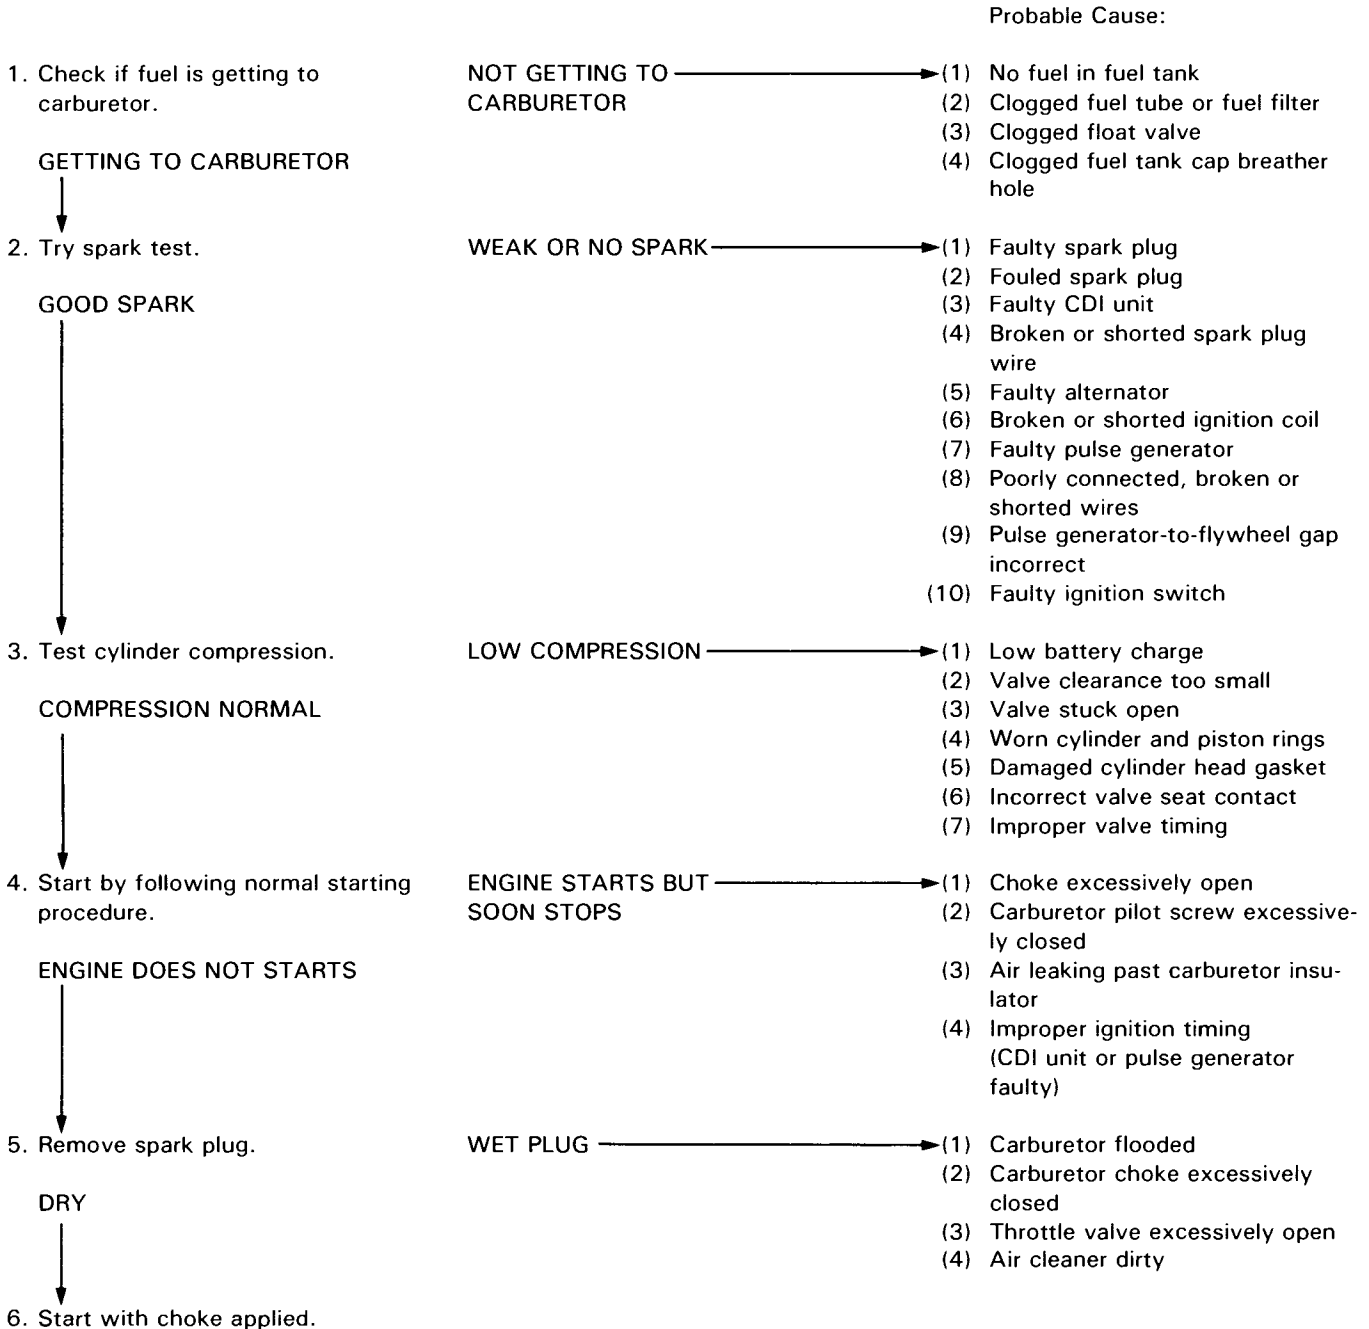 Probable Cause:
1. Check if fuel is getting to
carburetor.
NOT GETTING TO
CARBURETOR
(1) No fuel in fuel tank
(2) Clogged fuel tube or fuel filter
(3) Clogged float valve
(4) Clogged fuel tank cap breather
hole
GETTING TO CARBURETOR
2. Try spark test.
WEAK OR NO SPARK
(1) Faulty spark plug
(2) Fouled spark plug
(3) Faulty CDI unit
(4) Broken or shorted spark plug
wire
(5) Faulty alternator
(6) Broken or shorted ignition coil
(7) Faulty pulse generator
(8) Poorly connected, broken or
shorted wires
(9) Pulse generator-to-flywheel gap
incorrect
(10) Faulty ignition switch
GOOD SPARK
3. Test cylinder compression.
LOW COMPRESSION
(1) Low battery charge
(2) Valve clearance too small
(3) Valve stuck open
(4) Worn cylinder and piston rings
(5) Damaged cylinder head gasket
(6) Incorrect valve seat contact
(7) Improper valve timing
COMPRESSION NORMAL
4. Start by following normal starting
procedure.
ENGINE STARTS BUT
SOON STOPS
(1) Choke excessively open
(2) Carburetor pilot screw excessive-
ly closed
(3) Air leaking past carburetor insu-
lator
(4) Improper ignition timing
(CDI unit or pulse generator
faulty)
ENGINE DOES NOT STARTS
5. Remove spark plug.
WET PLUG
(1) Carburetor flooded
(2) Carburetor choke excessively
closed
(3) Throttle valve excessively open
(4) Air cleaner dirty
DRY
6. Start with choke applied.